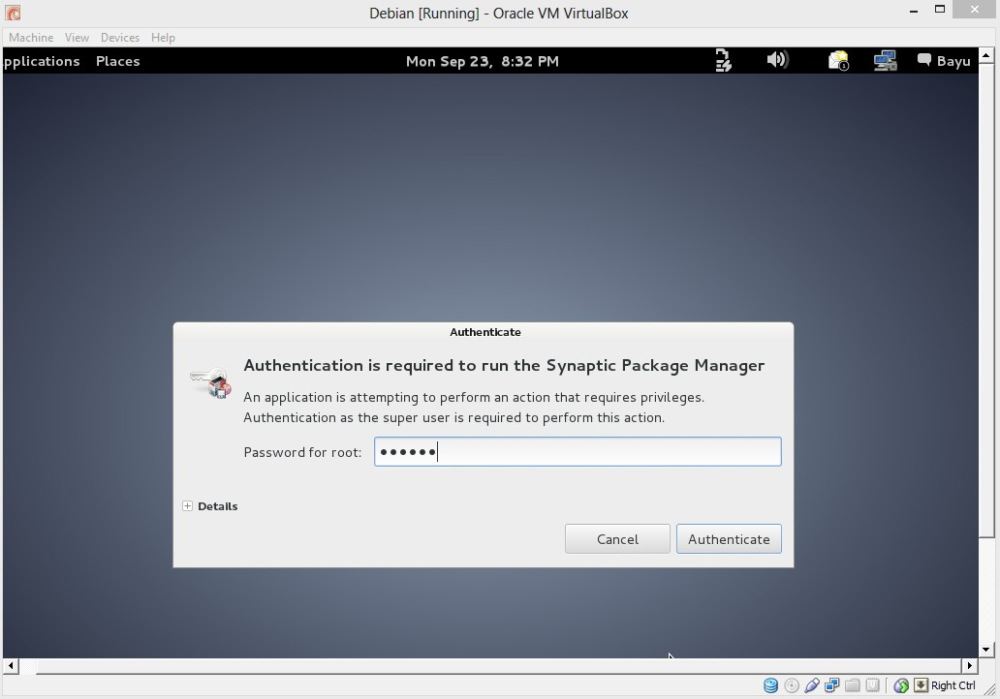 Debian [Running] - Oracle VM VirtualBox
Machine View Devices Help
pplications Places Mon Sep 23, 8:32 PM 1 Bayu
Authenticate
Authentication is required to run the Synaptic Package Manager
An application is attempting to perform an action that requires privileges.
Authentication as the super user is required to perform this action.
Password for root: ••••••
Details
Cancel Authenticate
Right Ctrl